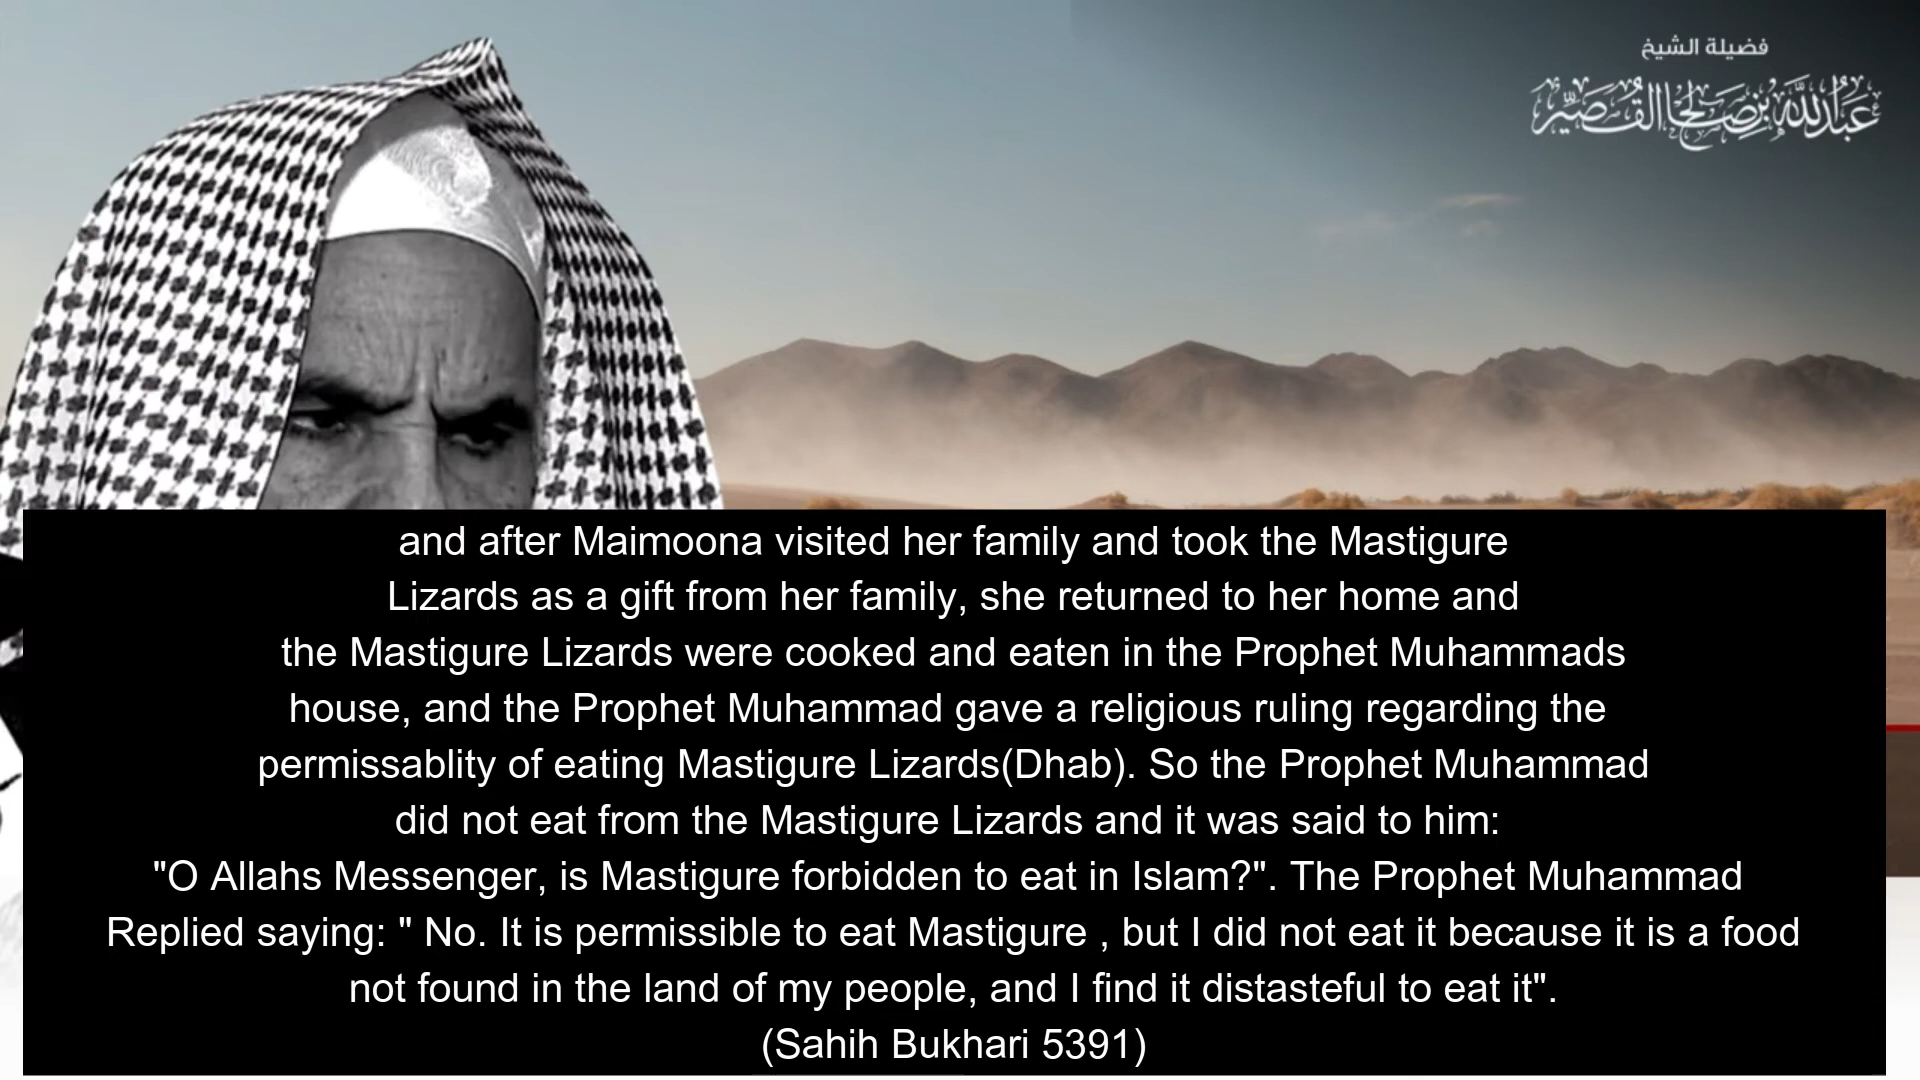 فضيلة الشيخ
عبدالله بن صالح القصير
and after Maimoona visited her family and took the Mastigure
Lizards as a gift from her family, she returned to her home and
the Mastigure Lizards were cooked and eaten in the Prophet Muhammads
house, and the Prophet Muhammad gave a religious ruling regarding the
permissablity of eating Mastigure Lizards(Dhab). So the Prophet Muhammad
did not eat from the Mastigure Lizards and it was said to him:
"O Allahs Messenger, is Mastigure forbidden to eat in Islam?". The Prophet Muhammad
Replied saying: " No. It is permissible to eat Mastigure , but I did not eat it because it is a food
not found in the land of my people, and I find it distasteful to eat it".
(Sahih Bukhari 5391)